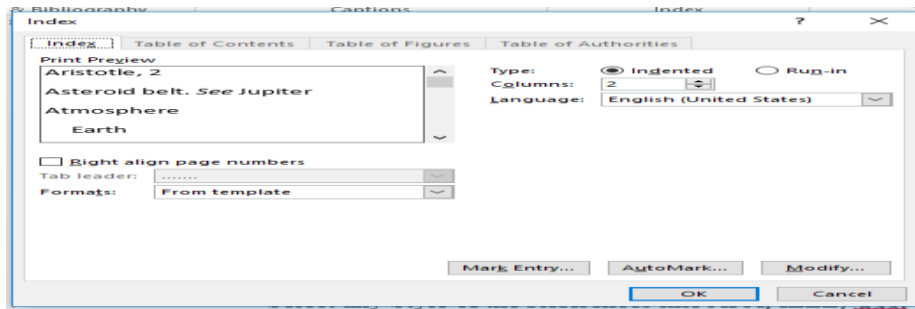 & Bibliography Captions Index
Index ? ×
Index Table of Contents Table of Figures Table of Authorities
Print Preview
Aristotle, 2
Asteroid belt. See Jupiter
Atmosphere
Earth
Type: Indented Run-in
Columns: 2
Language: English (United States)
Right align page numbers
Tab leader: .......
Formats: From template
Mark Entry... AutoMark... Modify...
OK Cancel